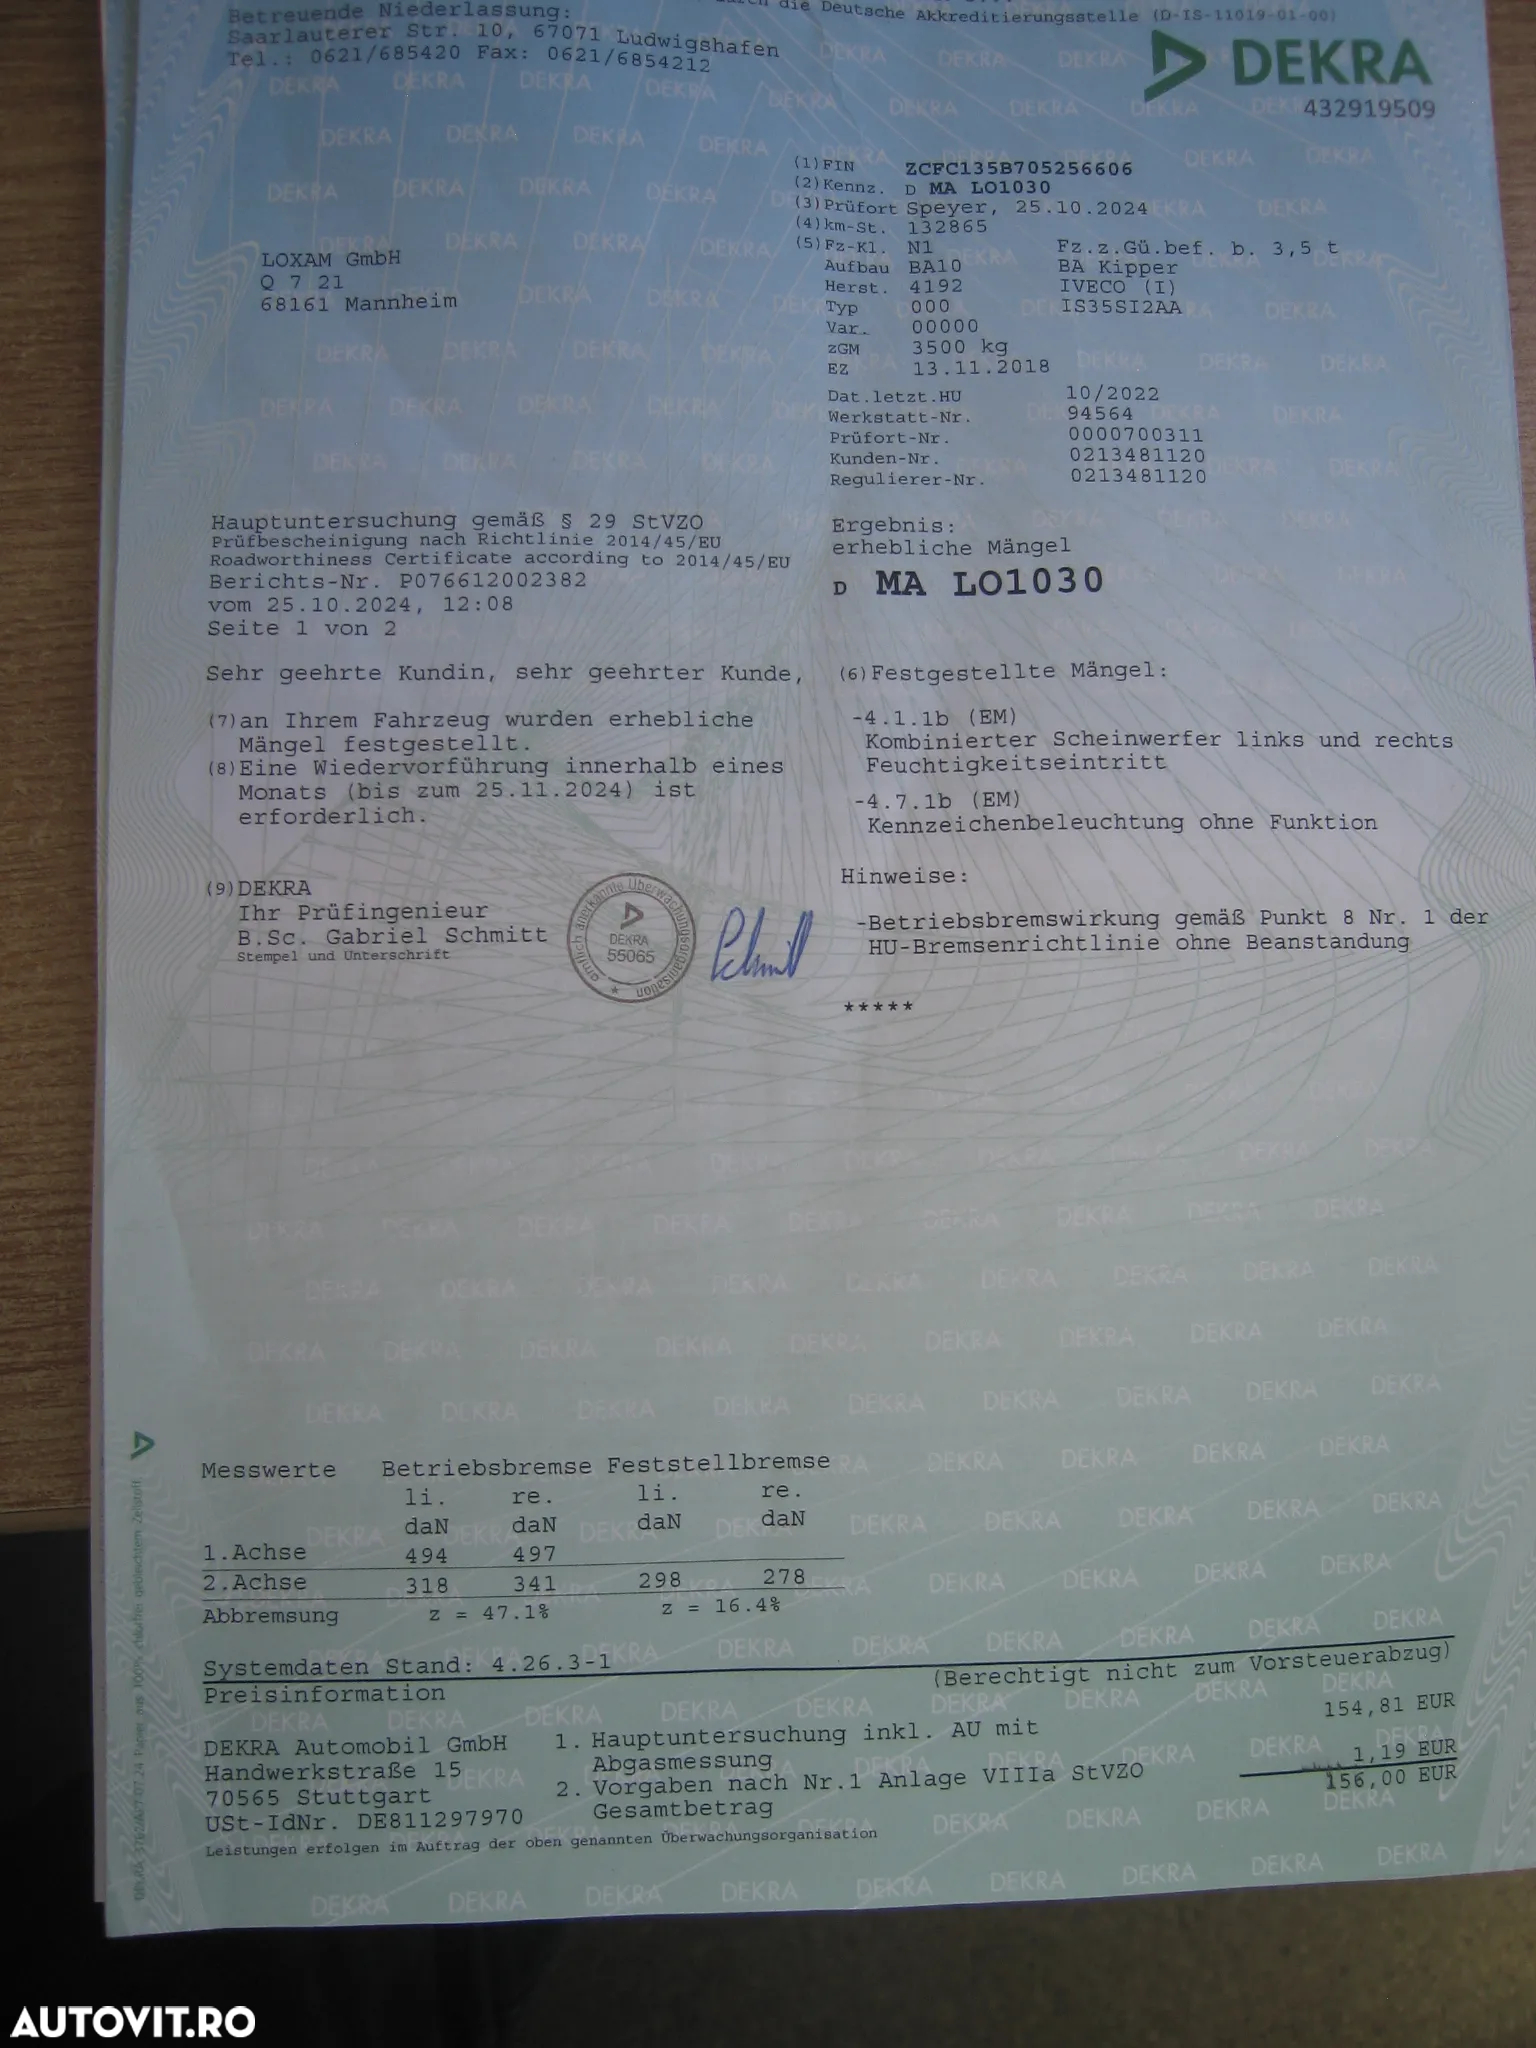 die Deutsche Akkreditierungsstelle (D-IS-11019-01-00)
Betreuende Niederlassung:
Saarlauterer Str. 10, 67071 Ludwigshafen
Tel.: 0621/685420 Fax: 0621/6854212
DEKRA
432919509
(1) FIN ZCFC135B705256606
(2) Kennz. D MA LO1030
(3) Prüfort Speyer, 25.10.2024
(4) km-St. 132865
(5) Fz-Kl. N1 Fz.z.Gü.bef. b. 3,5 t
Aufbau BA10 BA Kipper
Herst. 4192 IVECO (I)
Typ 000 IS35SI2AA
Var. 00000
zGM 3500 kg
EZ 13.11.2018
Dat.letzt.HU 10/2022
Werkstatt-Nr. 94564
Prüfort-Nr. 0000700311
Kunden-Nr. 0213481120
Regulierer-Nr. 0213481120
LOXAM GmbH
Q 7 21
68161 Mannheim
Hauptuntersuchung gemäß § 29 StVZO
Prüfbescheinigung nach Richtlinie 2014/45/EU
Roadworthiness Certificate according to 2014/45/EU
Berichts-Nr. P076612002382
vom 25.10.2024, 12:08
Seite 1 von 2
Ergebnis:
erhebliche Mängel
D MA LO1030
Sehr geehrte Kundin, sehr geehrter Kunde,
(7) an Ihrem Fahrzeug wurden erhebliche
Mängel festgestellt.
(8) Eine Wiedervorführung innerhalb eines
Monats (bis zum 25.11.2024) ist
erforderlich.
(9) DEKRA
Ihr Prüfingenieur
B.Sc. Gabriel Schmitt
Stempel und Unterschrift
amtlich anerkannte Überwachungsorganisation
DEKRA
55065
(6) Festgestellte Mängel:
-4.1.1b (EM)
Kombinierter Scheinwerfer links und rechts
Feuchtigkeitseintritt
-4.7.1b (EM)
Kennzeichenbeleuchtung ohne Funktion
Hinweise:
-Betriebsbremswirkung gemäß Punkt 8 Nr. 1 der
HU-Bremsenrichtlinie ohne Beanstandung
*****
Messwerte Betriebsbremse Feststellbremse
li. re. li. re.
daN daN daN daN
1.Achse 494 497
2.Achse 318 341 298 278
Abbremsung z = 47.1% z = 16.4%
Systemdaten Stand: 4.26.3-1
Preisinformation (Berechtigt nicht zum Vorsteuerabzug)
DEKRA Automobil GmbH
Handwerkstraße 15
70565 Stuttgart
USt-IdNr. DE811297970
1. Hauptuntersuchung inkl. AU mit 154,81 EUR
Abgasmessung
2. Vorgaben nach Nr.1 Anlage VIIIa StVZO 1,19 EUR
Gesamtbetrag 156,00 EUR
Leistungen erfolgen im Auftrag der oben genannten Überwachungsorganisation
AUTOVIT.RO